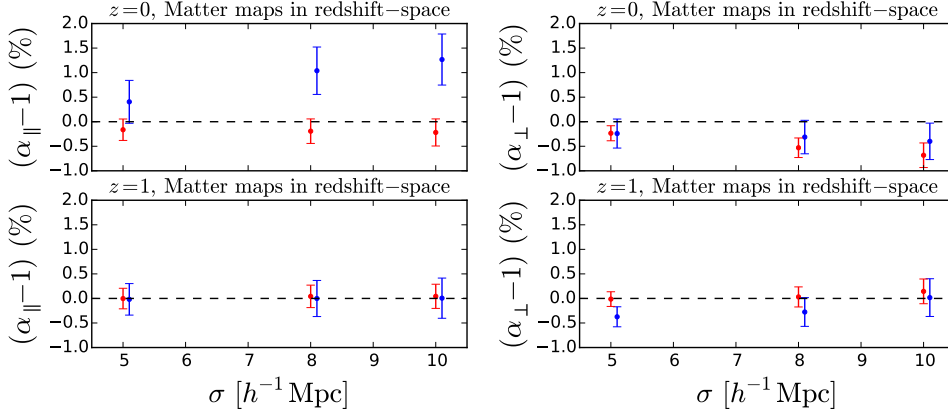 z=0, Matter maps in redshift−space
(α∥−1) (%)
2.0
1.5
1.0
0.5
0.0
−0.5
−1.0
z=0, Matter maps in redshift−space
(α⊥−1) (%)
2.0
1.5
1.0
0.5
0.0
−0.5
−1.0
z=1, Matter maps in redshift−space
(α∥−1) (%)
2.0
1.5
1.0
0.5
0.0
−0.5
−1.0
5 6 7 8 9 10
σ [h⁻¹ Mpc]
z=1, Matter maps in redshift−space
(α⊥−1) (%)
2.0
1.5
1.0
0.5
0.0
−0.5
−1.0
5 6 7 8 9 10
σ [h⁻¹ Mpc]